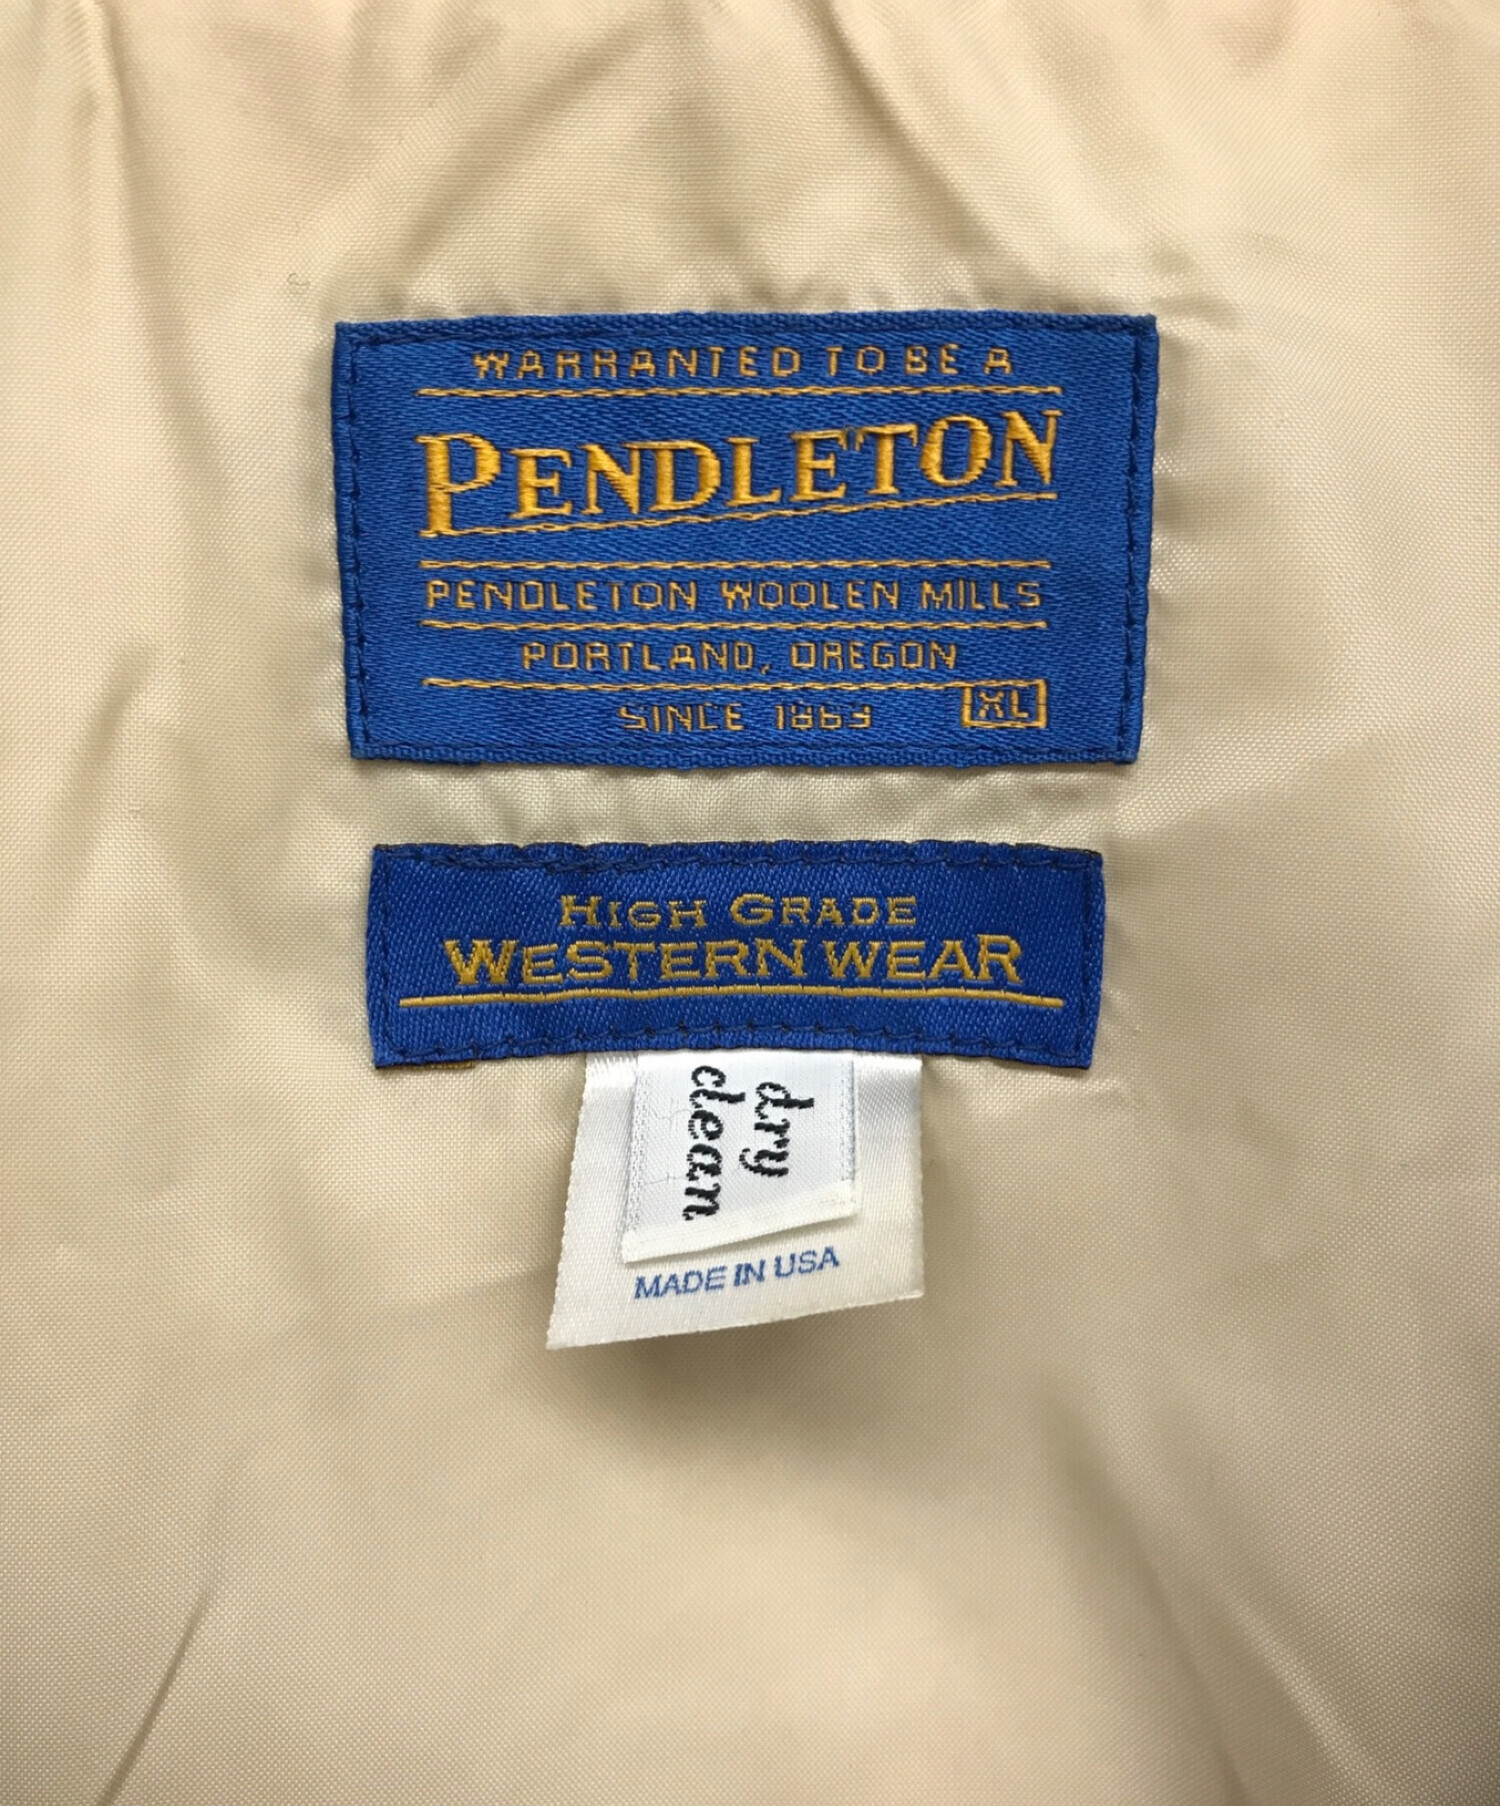 WARRANTED TO BE A
PENDLETON
PENDLETON WOOLEN MILLS
PORTLAND, OREGON
SINCE 1863
XL
HIGH GRADE
WESTERN WEAR
dry
clean
MADE IN USA